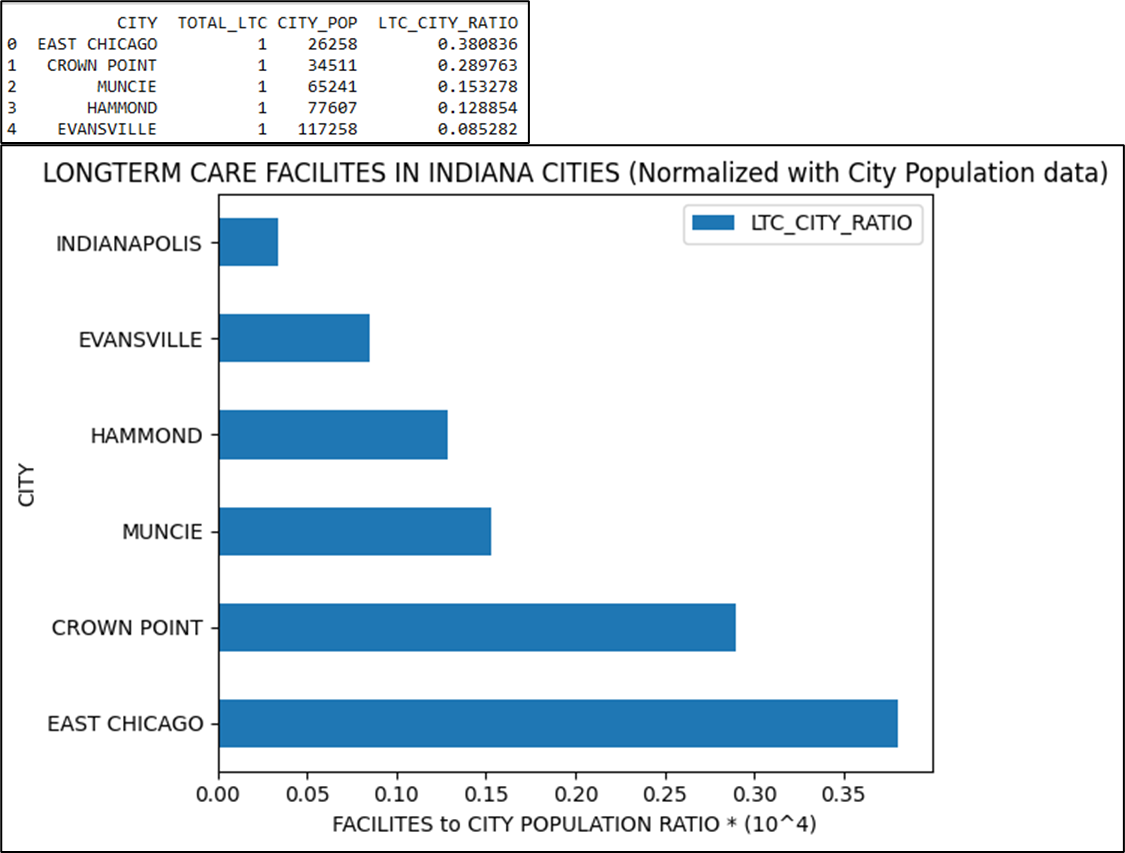 CITY TOTAL_LTC CITY_POP LTC_CITY_RATIO
0 EAST CHICAGO 1 26258 0.380836
1 CROWN POINT 1 34511 0.289763
2 MUNCIE 1 65241 0.153278
3 HAMMOND 1 77607 0.128854
4 EVANSVILLE 1 117258 0.085282
LONGTERM CARE FACILITES IN INDIANA CITIES (Normalized with City Population data)
LTC_CITY_RATIO
INDIANAPOLIS
EVANSVILLE
HAMMOND
MUNCIE
CROWN POINT
EAST CHICAGO
CITY
0.00 0.05 0.10 0.15 0.20 0.25 0.30 0.35
FACILITES to CITY POPULATION RATIO * (10^4)